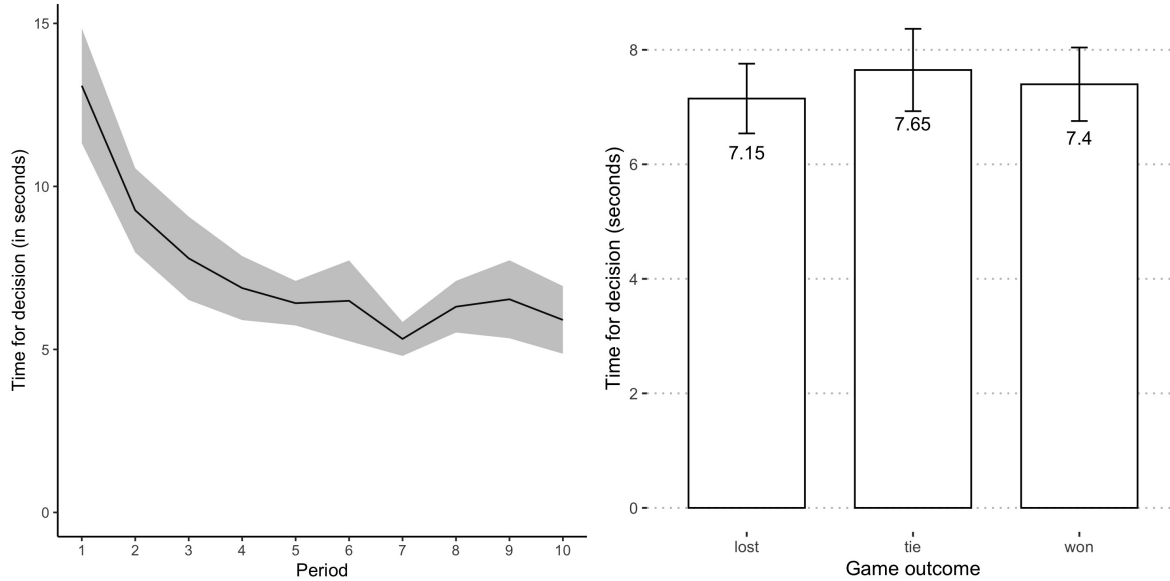 Time for decision (in seconds)
15
10
5
0
1 2 3 4 5 6 7 8 9 10
Period
Time for decision (seconds)
8
6
4
2
0
7.15
7.65
7.4
lost tie won
Game outcome